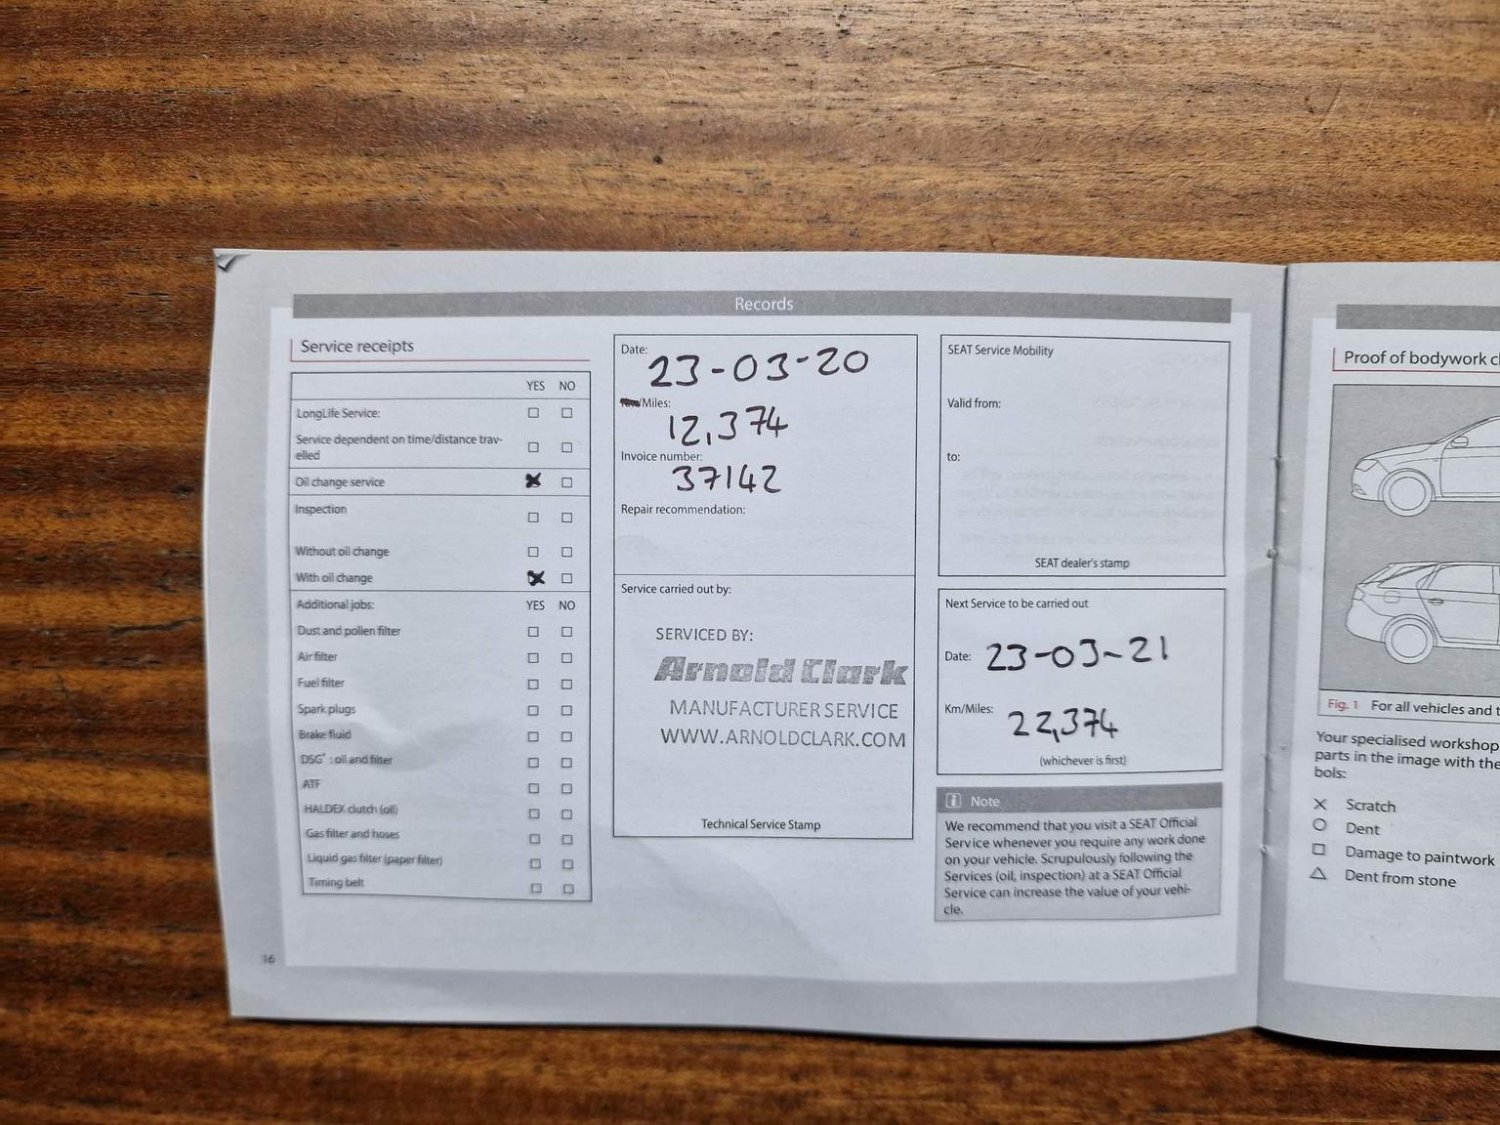 Records
Service receipts
YES NO
LongLife Service:
Service dependent on time/distance trav-
elled
Oil change service
Inspection
Without oil change
With oil change
Additional jobs: YES NO
Dust and pollen filter
Air filter
Fuel filter
Spark plugs
Brake fluid
DSG®: oil and filter
ATF
HALDEX clutch (oil)
Gas filter and hoses
Liquid gas filter (paper filter)
Timing belt
16
Date:
23-03-20
/Miles:
12,374
Invoice number:
37142
Repair recommendation:
Service carried out by:
SERVICED BY:
Arnold Clark
MANUFACTURER SERVICE
WWW.ARNOLDCLARK.COM
Technical Service Stamp
SEAT Service Mobility
Valid from:
to:
SEAT dealer's stamp
Next Service to be carried out
Date: 23-03-21
Km/Miles:
22,374
(whichever is first)
i Note
We recommend that you visit a SEAT Official
Service whenever you require any work done
on your vehicle. Scrupulously following the
Services (oil, inspection) at a SEAT Official
Service can increase the value of your vehi-
cle.
Proof of bodywork
Fig. 1 For all vehicles and
Your specialised workshop
parts in the image with the
bols:
Scratch
Dent
Damage to paintwork
Dent from stone